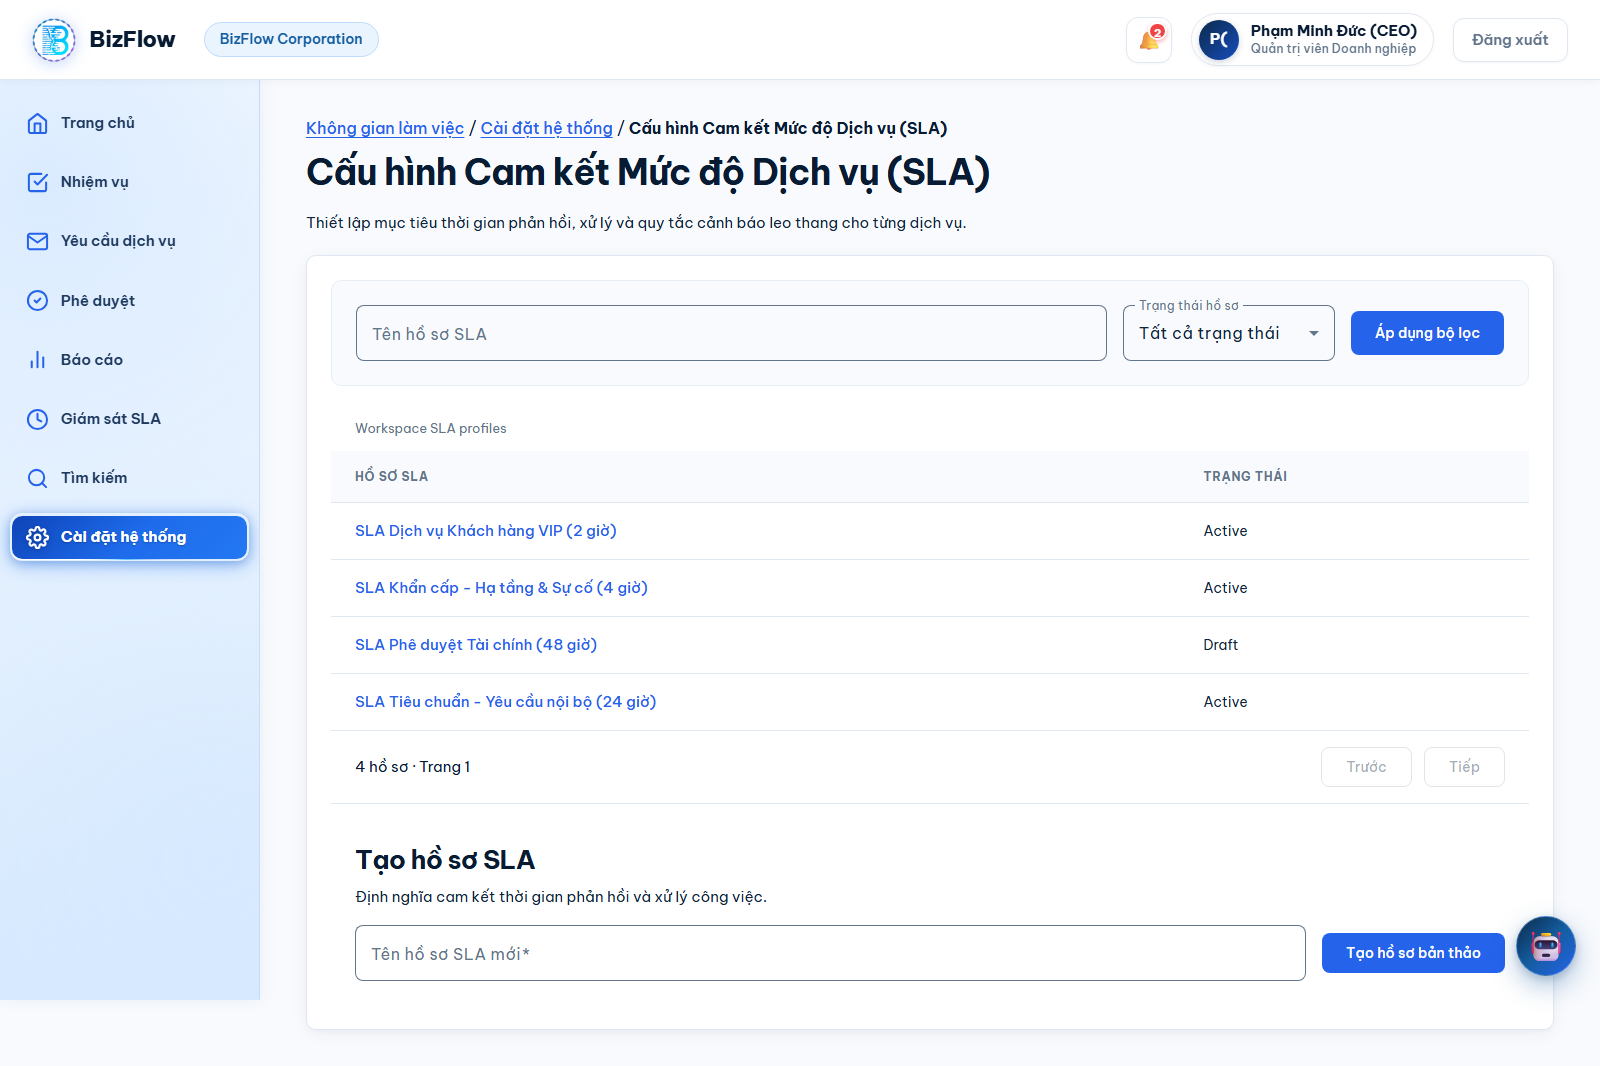 BizFlow
BizFlow Corporation
2
P(
Phạm Minh Đức (CEO)
Quản trị viên Doanh nghiệp
Đăng xuất
Trang chủ
Nhiệm vụ
Yêu cầu dịch vụ
Phê duyệt
Báo cáo
Giám sát SLA
Tìm kiếm
Cài đặt hệ thống
Không gian làm việc / Cài đặt hệ thống / Cấu hình Cam kết Mức độ Dịch vụ (SLA)
Cấu hình Cam kết Mức độ Dịch vụ (SLA)
Thiết lập mục tiêu thời gian phản hồi, xử lý và quy tắc cảnh báo leo thang cho từng dịch vụ.
Tên hồ sơ SLA
Trạng thái hồ sơ
Tất cả trạng thái
Áp dụng bộ lọc
Workspace SLA profiles
HỒ SƠ SLA
TRẠNG THÁI
SLA Dịch vụ Khách hàng VIP (2 giờ)
Active
SLA Khẩn cấp - Hạ tầng & Sự cố (4 giờ)
Active
SLA Phê duyệt Tài chính (48 giờ)
Draft
SLA Tiêu chuẩn - Yêu cầu nội bộ (24 giờ)
Active
4 hồ sơ · Trang 1
Trước
Tiếp
Tạo hồ sơ SLA
Định nghĩa cam kết thời gian phản hồi và xử lý công việc.
Tên hồ sơ SLA mới*
Tạo hồ sơ bản thảo